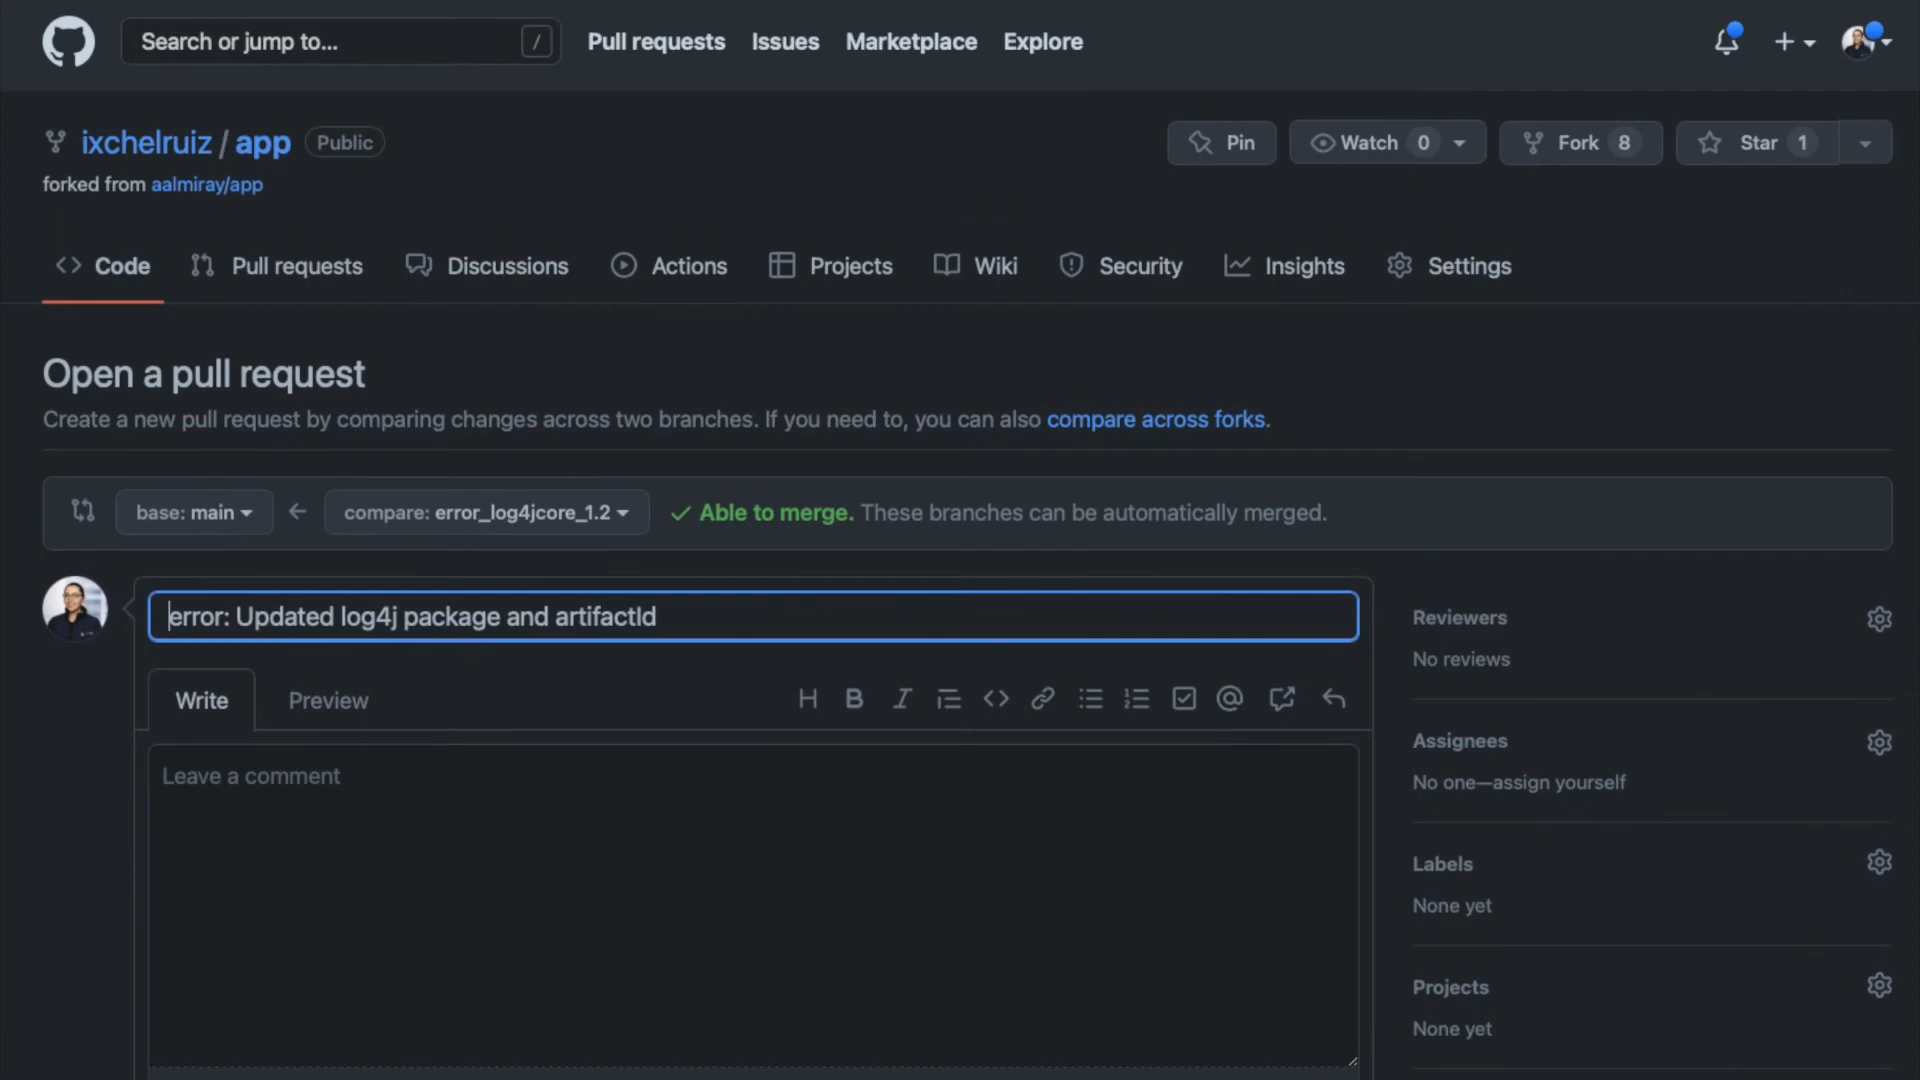 Search or jump to... /
Pull requests Issues Marketplace Explore
ixchelruiz / app Public
Pin Watch 0 Fork 8 Star 1
forked from aalmiray/app
Code Pull requests Discussions Actions Projects Wiki Security Insights Settings
Open a pull request
Create a new pull request by comparing changes across two branches. If you need to, you can also compare across forks.
base: main compare: error_log4jcore_1.2 Able to merge. These branches can be automatically merged.
error: Updated log4j package and artifactId
Write Preview
Leave a comment
Reviewers
No reviews
Assignees
No one—assign yourself
Labels
None yet
Projects
None yet